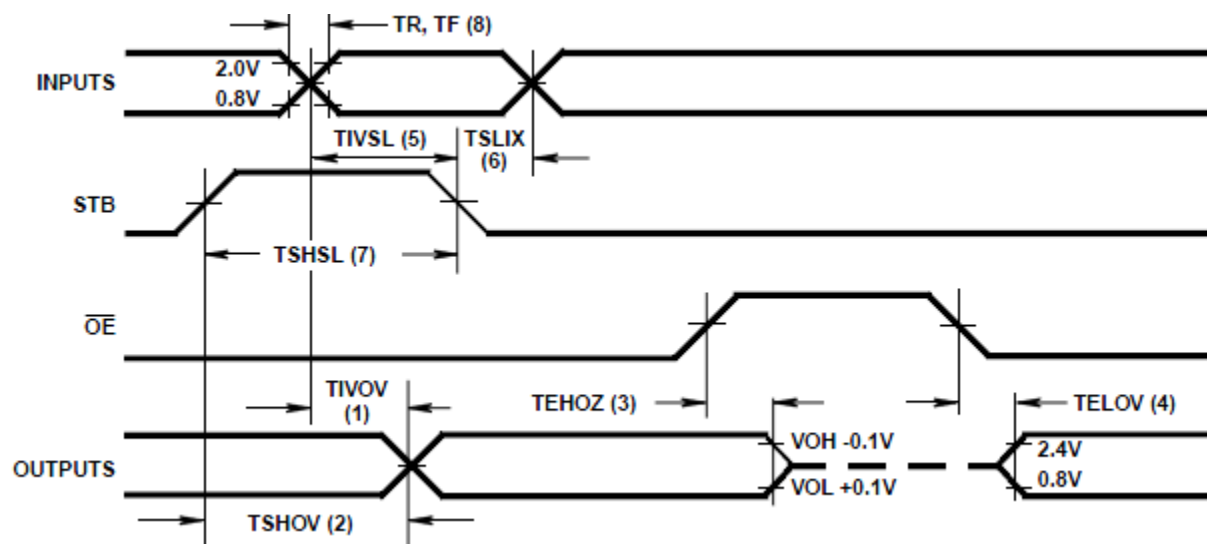 TR, TF (8)
INPUTS
2.0V
0.8V
TIVSL (5)
TSLIX
(6)
STB
TSHSL (7)
OE
TIVOV
(1)
TEHOZ (3)
TELOV (4)
OUTPUTS
VOH -0.1V
VOL +0.1V
2.4V
0.8V
TSHOV (2)